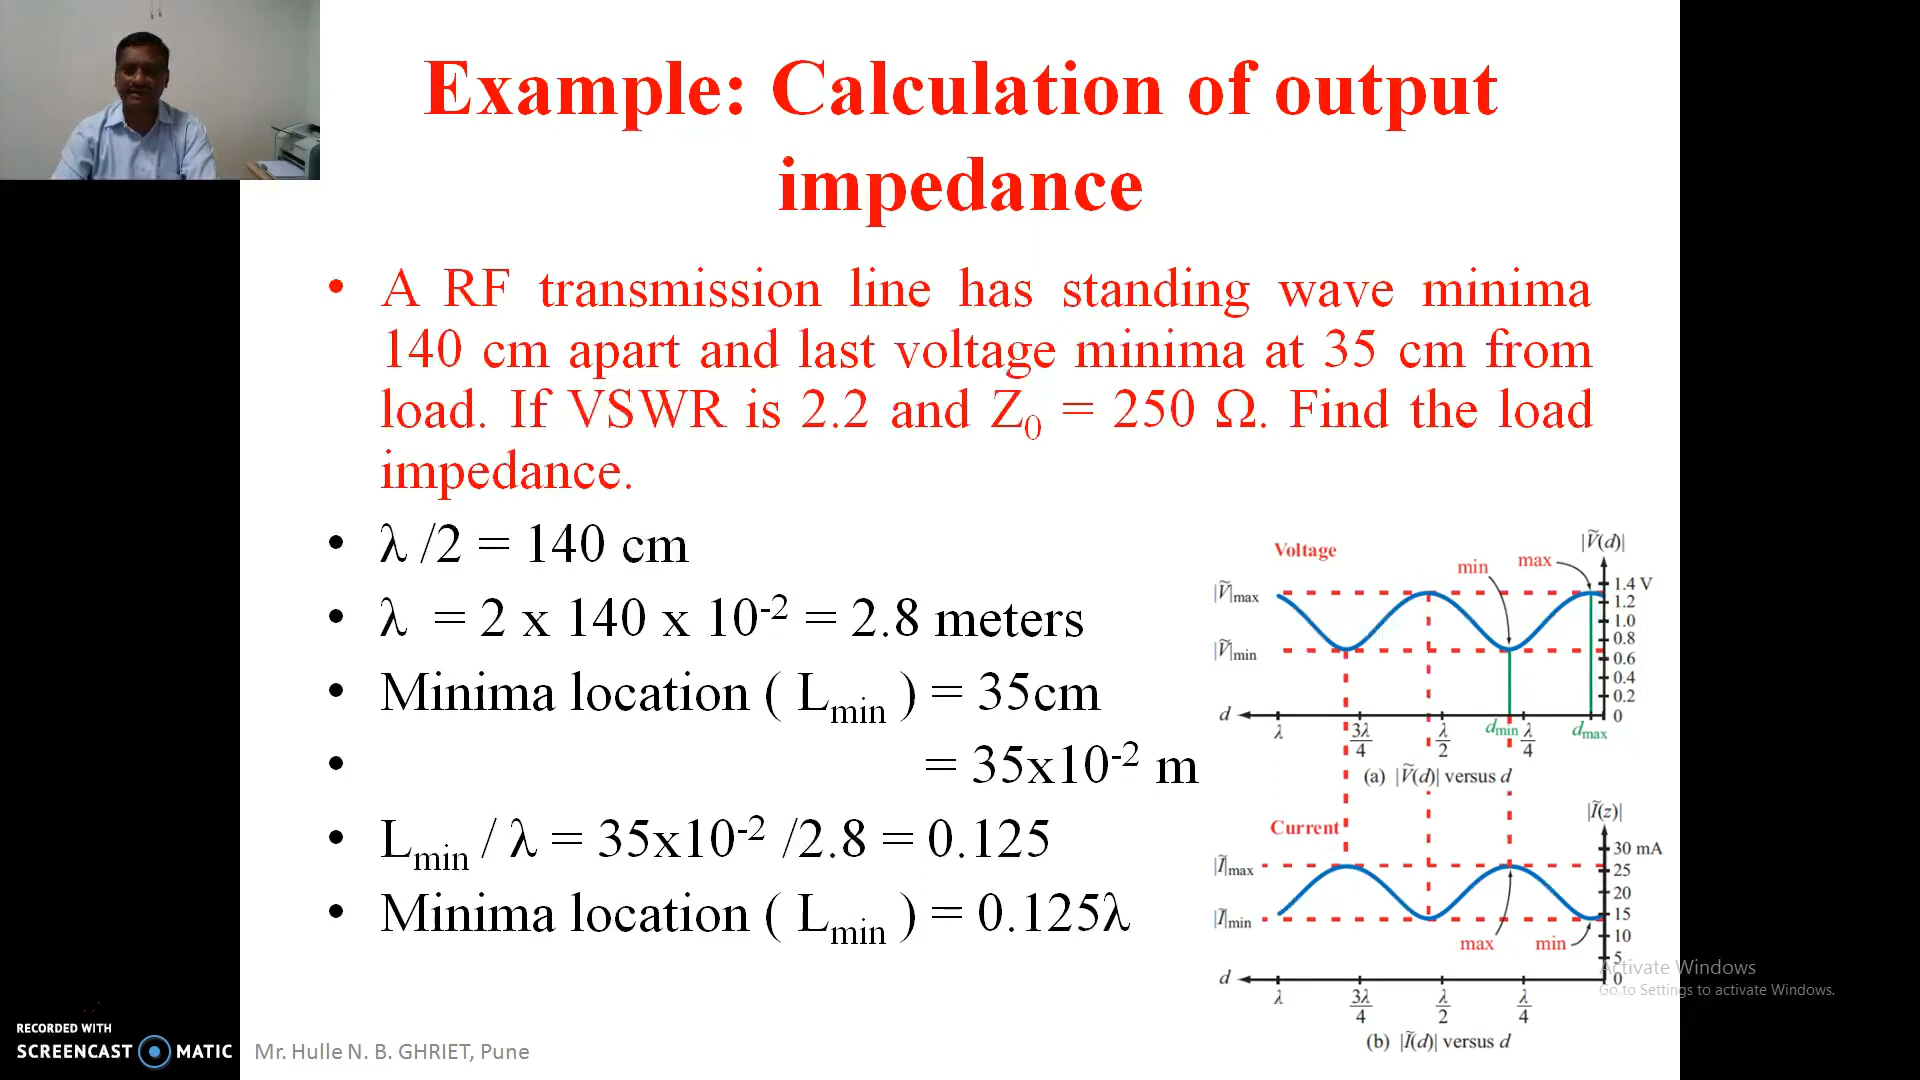 Example: Calculation of output
impedance
• A RF transmission line has standing wave minima
140 cm apart and last voltage minima at 35 cm from
load. If VSWR is 2.2 and Z0 = 250 Ω. Find the load
impedance.
• λ /2 = 140 cm
• λ = 2 x 140 x 10-2 = 2.8 meters
• Minima location ( Lmin ) = 35cm
• = 35x10-2 m
• Lmin / λ = 35x10-2 /2.8 = 0.125
• Minima location ( Lmin ) = 0.125λ
|Ṽ(d)|
Voltage
min
max
|Ṽ|max
|Ṽ|min
1.4 V
1.2
1.0
0.8
0.6
0.4
0.2
0
d
λ
3λ/4
λ/2
dmin
λ/4
dmax
(a) |Ṽ(d)| versus d
|Ĩ(z)|
Current
|Ĩ|max
|Ĩ|min
30 mA
25
20
15
10
5
0
max
min
d
λ
3λ/4
λ/2
λ/4
(b) |Ĩ(d)| versus d
Activate Windows
Go to Settings to activate Windows.
RECORDED WITH
SCREENCAST MATIC
Mr. Hulle N. B. GHRIET, Pune